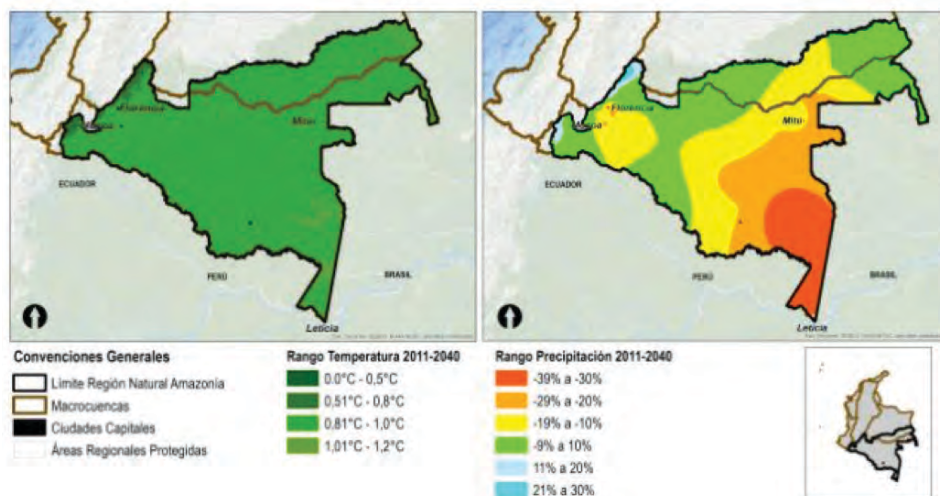 Florencia
Mitú
ECUADOR
PERÚ
BRASIL
Leticia
Florencia
Mitú
ECUADOR
PERÚ
BRASIL
Leticia
Convenciones Generales
Límite Región Natural Amazonía
Macrocuencas
Ciudades Capitales
Áreas Regionales Protegidas
Rango Temperatura 2011-2040
0.0°C - 0,5°C
0,51°C - 0,8°C
0,81°C - 1,0°C
1,01°C - 1,2°C
Rango Precipitación 2011-2040
-39% a -30%
-29% a -20%
-19% a -10%
-9% a 10%
11% a 20%
21% a 30%